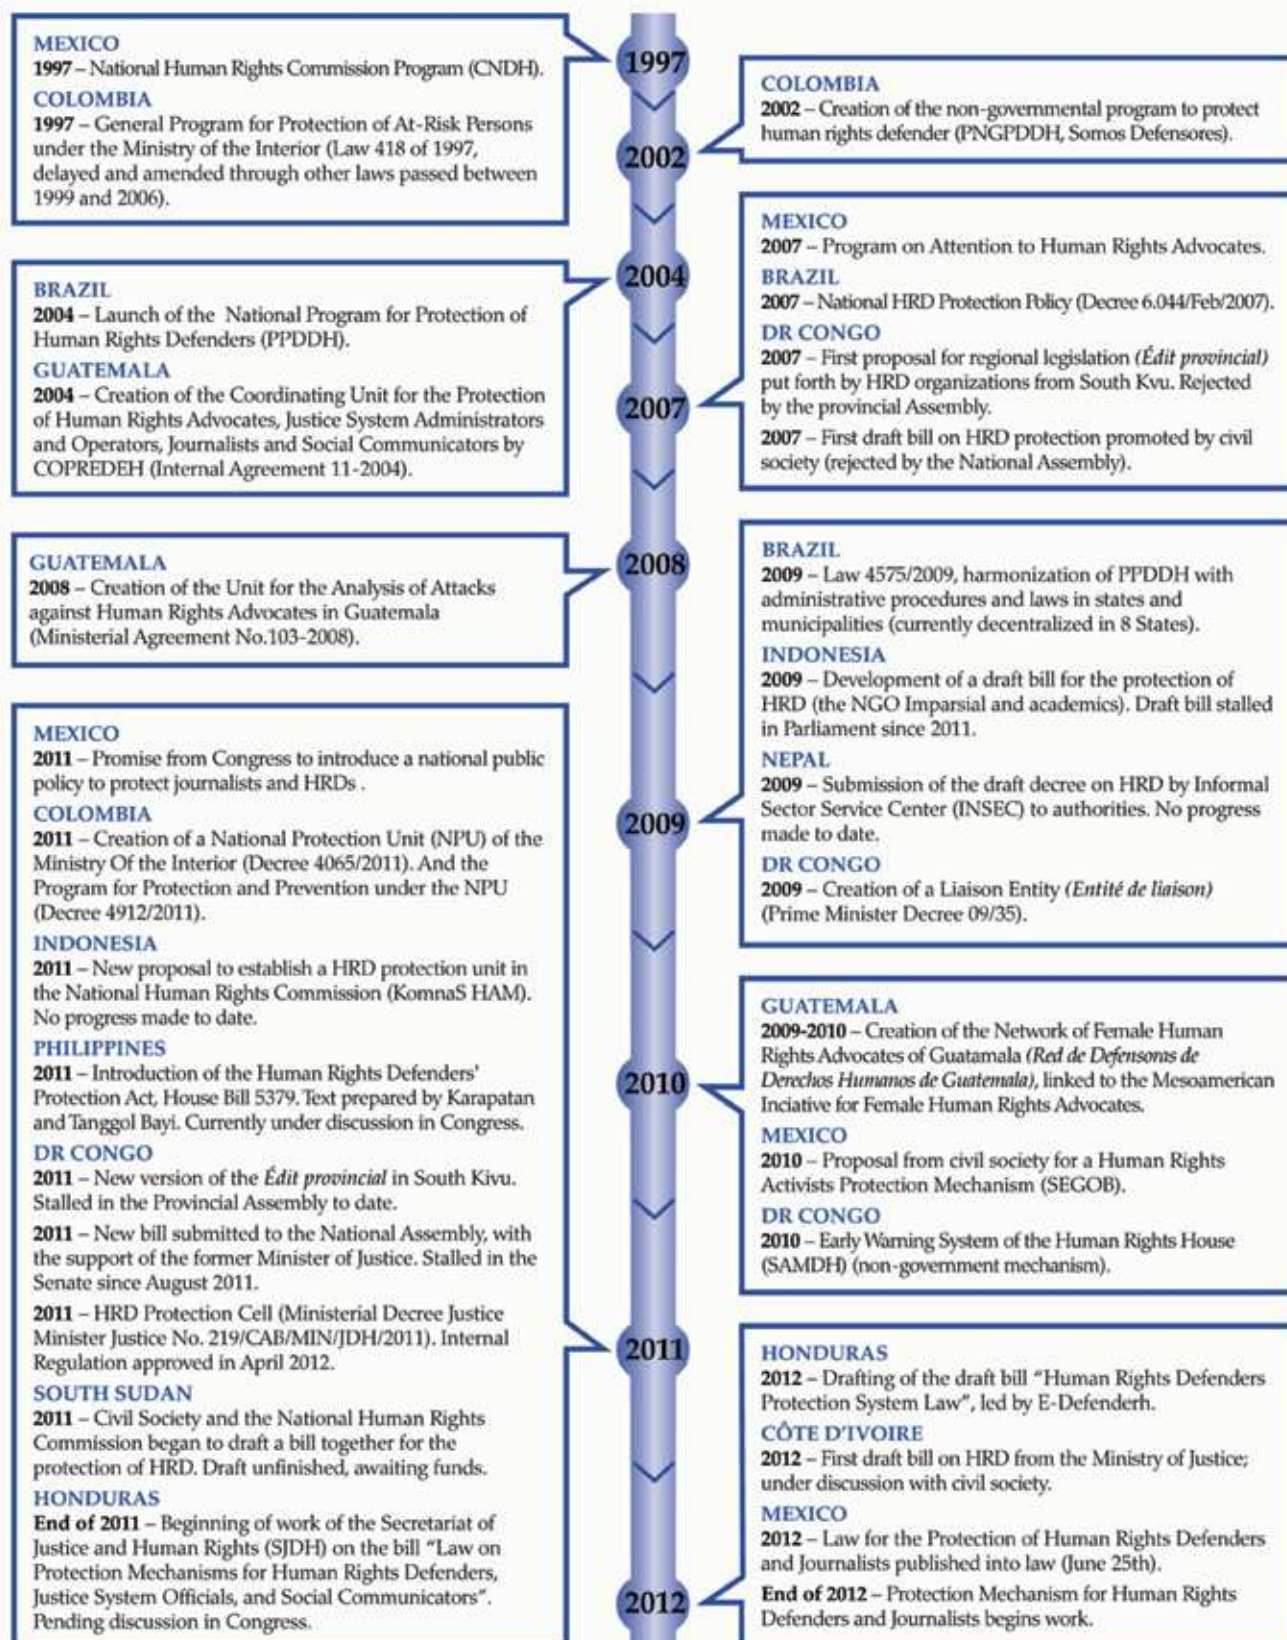 1997
MEXICO
1997 – National Human Rights Commission Program (CNDH).
COLOMBIA
1997 – General Program for Protection of At-Risk Persons
under the Ministry of the Interior (Law 418 of 1997,
delayed and amended through other laws passed between
1999 and 2006).
2002
COLOMBIA
2002 – Creation of the non-governmental program to protect
human rights defender (PNGPDDH, Somos Defensores).
2004
BRAZIL
2004 – Launch of the National Program for Protection of
Human Rights Defenders (PPDDH).
GUATEMALA
2004 – Creation of the Coordinating Unit for the Protection
of Human Rights Advocates, Justice System Administrators
and Operators, Journalists and Social Communicators by
COPREDEH (Internal Agreement 11-2004).
2007
MEXICO
2007 – Program on Attention to Human Rights Advocates.
BRAZIL
2007 – National HRD Protection Policy (Decree 6.044/Feb/2007).
DR CONGO
2007 – First proposal for regional legislation (Édit provincial)
put forth by HRD organizations from South Kvu. Rejected
by the provincial Assembly.
2007 – First draft bill on HRD protection promoted by civil
society (rejected by the National Assembly).
2008
GUATEMALA
2008 – Creation of the Unit for the Analysis of Attacks
against Human Rights Advocates in Guatemala
(Ministerial Agreement No.103-2008).
2009
BRAZIL
2009 – Law 4575/2009, harmonization of PPDDH with
administrative procedures and laws in states and
municipalities (currently decentralized in 8 States).
INDONESIA
2009 – Development of a draft bill for the protection of
HRD (the NGO Imparsial and academics). Draft bill stalled
in Parliament since 2011.
NEPAL
2009 – Submission of the draft decree on HRD by Informal
Sector Service Center (INSEC) to authorities. No progress
made to date.
DR CONGO
2009 – Creation of a Liaison Entity (Entité de liaison)
(Prime Minister Decree 09/35).
2010
GUATEMALA
2009-2010 – Creation of the Network of Female Human
Rights Advocates of Guatamala (Red de Defensoras de
Derechos Humanos de Guatemala), linked to the Mesoamerican
Inciative for Female Human Rights Advocates.
MEXICO
2010 – Proposal from civil society for a Human Rights
Activists Protection Mechanism (SEGOB).
DR CONGO
2010 – Early Warning System of the Human Rights House
(SAMDH) (non-government mechanism).
2011
MEXICO
2011 – Promise from Congress to introduce a national public
policy to protect journalists and HRDs .
COLOMBIA
2011 – Creation of a National Protection Unit (NPU) of the
Ministry Of the Interior (Decree 4065/2011). And the
Program for Protection and Prevention under the NPU
(Decree 4912/2011).
INDONESIA
2011 – New proposal to establish a HRD protection unit in
the National Human Rights Commission (KomnaS HAM).
No progress made to date.
PHILIPPINES
2011 – Introduction of the Human Rights Defenders'
Protection Act, House Bill 5379. Text prepared by Karapatan
and Tanggol Bayi. Currently under discussion in Congress.
DR CONGO
2011 – New version of the Édit provincial in South Kivu.
Stalled in the Provincial Assembly to date.
2011 – New bill submitted to the National Assembly, with
the support of the former Minister of Justice. Stalled in the
Senate since August 2011.
2011 – HRD Protection Cell (Ministerial Decree Justice
Minister Justice No. 219/CAB/MIN/JDH/2011). Internal
Regulation approved in April 2012.
SOUTH SUDAN
2011 – Civil Society and the National Human Rights
Commission began to draft a bill together for the
protection of HRD. Draft unfinished, awaiting funds.
HONDURAS
End of 2011 – Beginning of work of the Secretariat of
Justice and Human Rights (SJDH) on the bill “Law on
Protection Mechanisms for Human Rights Defenders,
Justice System Officials, and Social Communicators”.
Pending discussion in Congress.
2012
HONDURAS
2012 – Drafting of the draft bill “Human Rights Defenders
Protection System Law”, led by E-Defenderh.
CÔTE D'IVOIRE
2012 – First draft bill on HRD from the Ministry of Justice;
under discussion with civil society.
MEXICO
2012 – Law for the Protection of Human Rights Defenders
and Journalists published into law (June 25th).
End of 2012 – Protection Mechanism for Human Rights
Defenders and Journalists begins work.